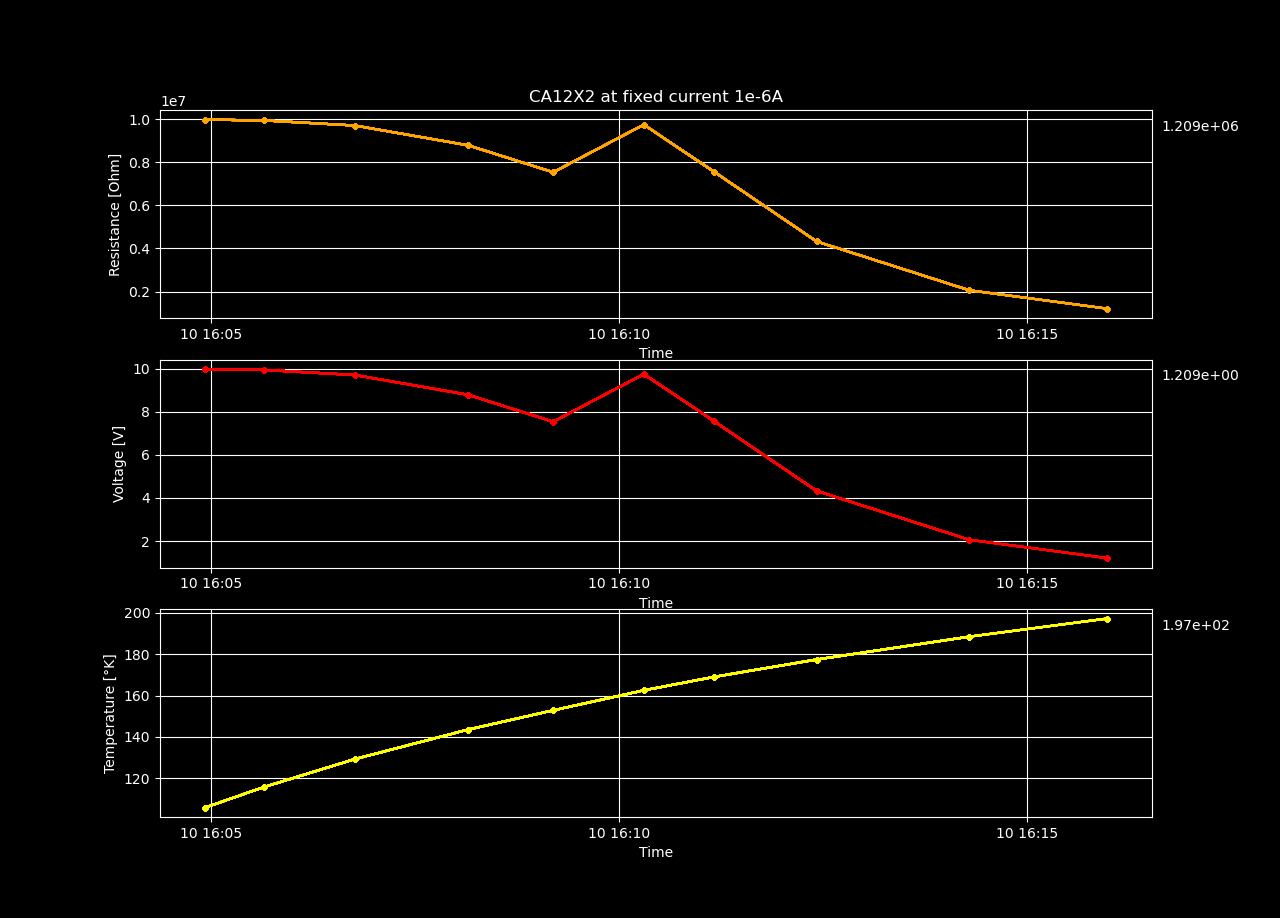 CA12X2 at fixed current 1e-6A
1e7
1.0
0.8
0.6
0.4
0.2
Resistance [Ohm]
1.209e+06
10 16:05
10 16:10
10 16:15
Time
10
8
6
4
2
Voltage [V]
1.209e+00
10 16:05
10 16:10
10 16:15
Time
200
180
160
140
120
Temperature [°K]
1.97e+02
10 16:05
10 16:10
10 16:15
Time